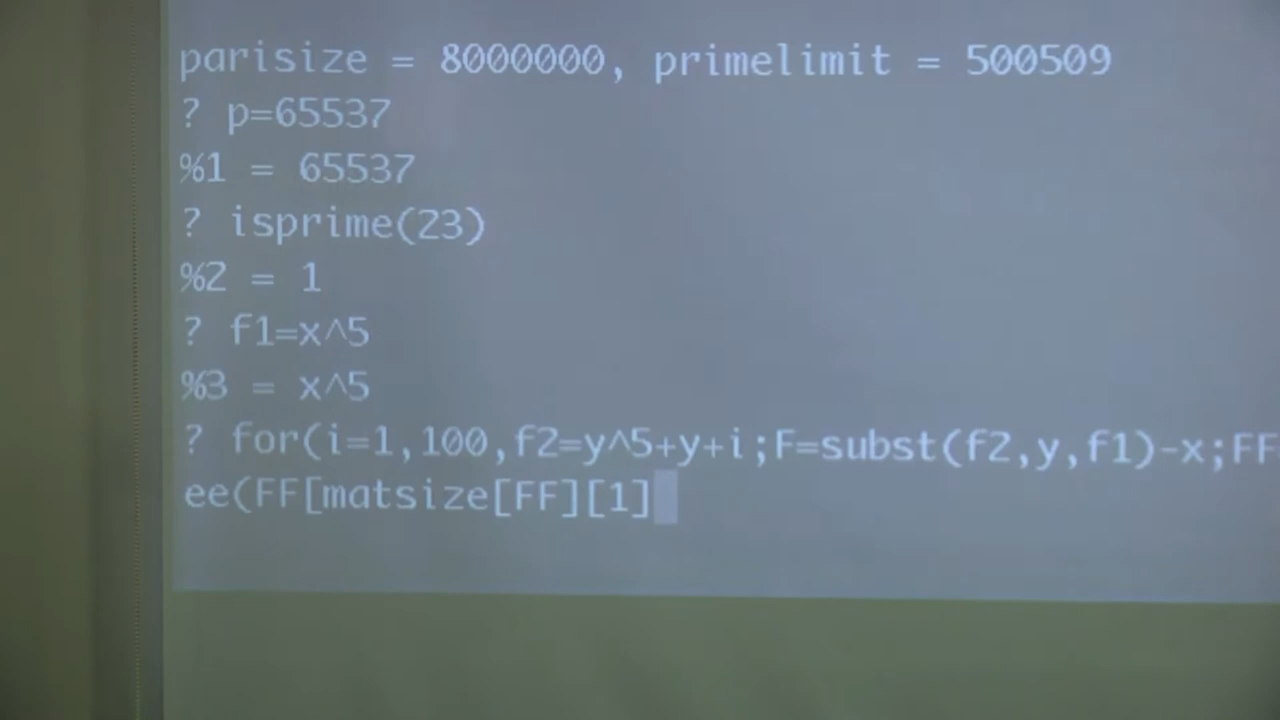 parisize = 8000000, primelimit = 500509
? p=65537
%1 = 65537
? isprime(23)
%2 = 1
? f1=x^5
%3 = x^5
? for(i=1,100,f2=y^5+y+i;F=subst(f2,y,f1)-x;FF
ee(FF[matsize[FF][1]